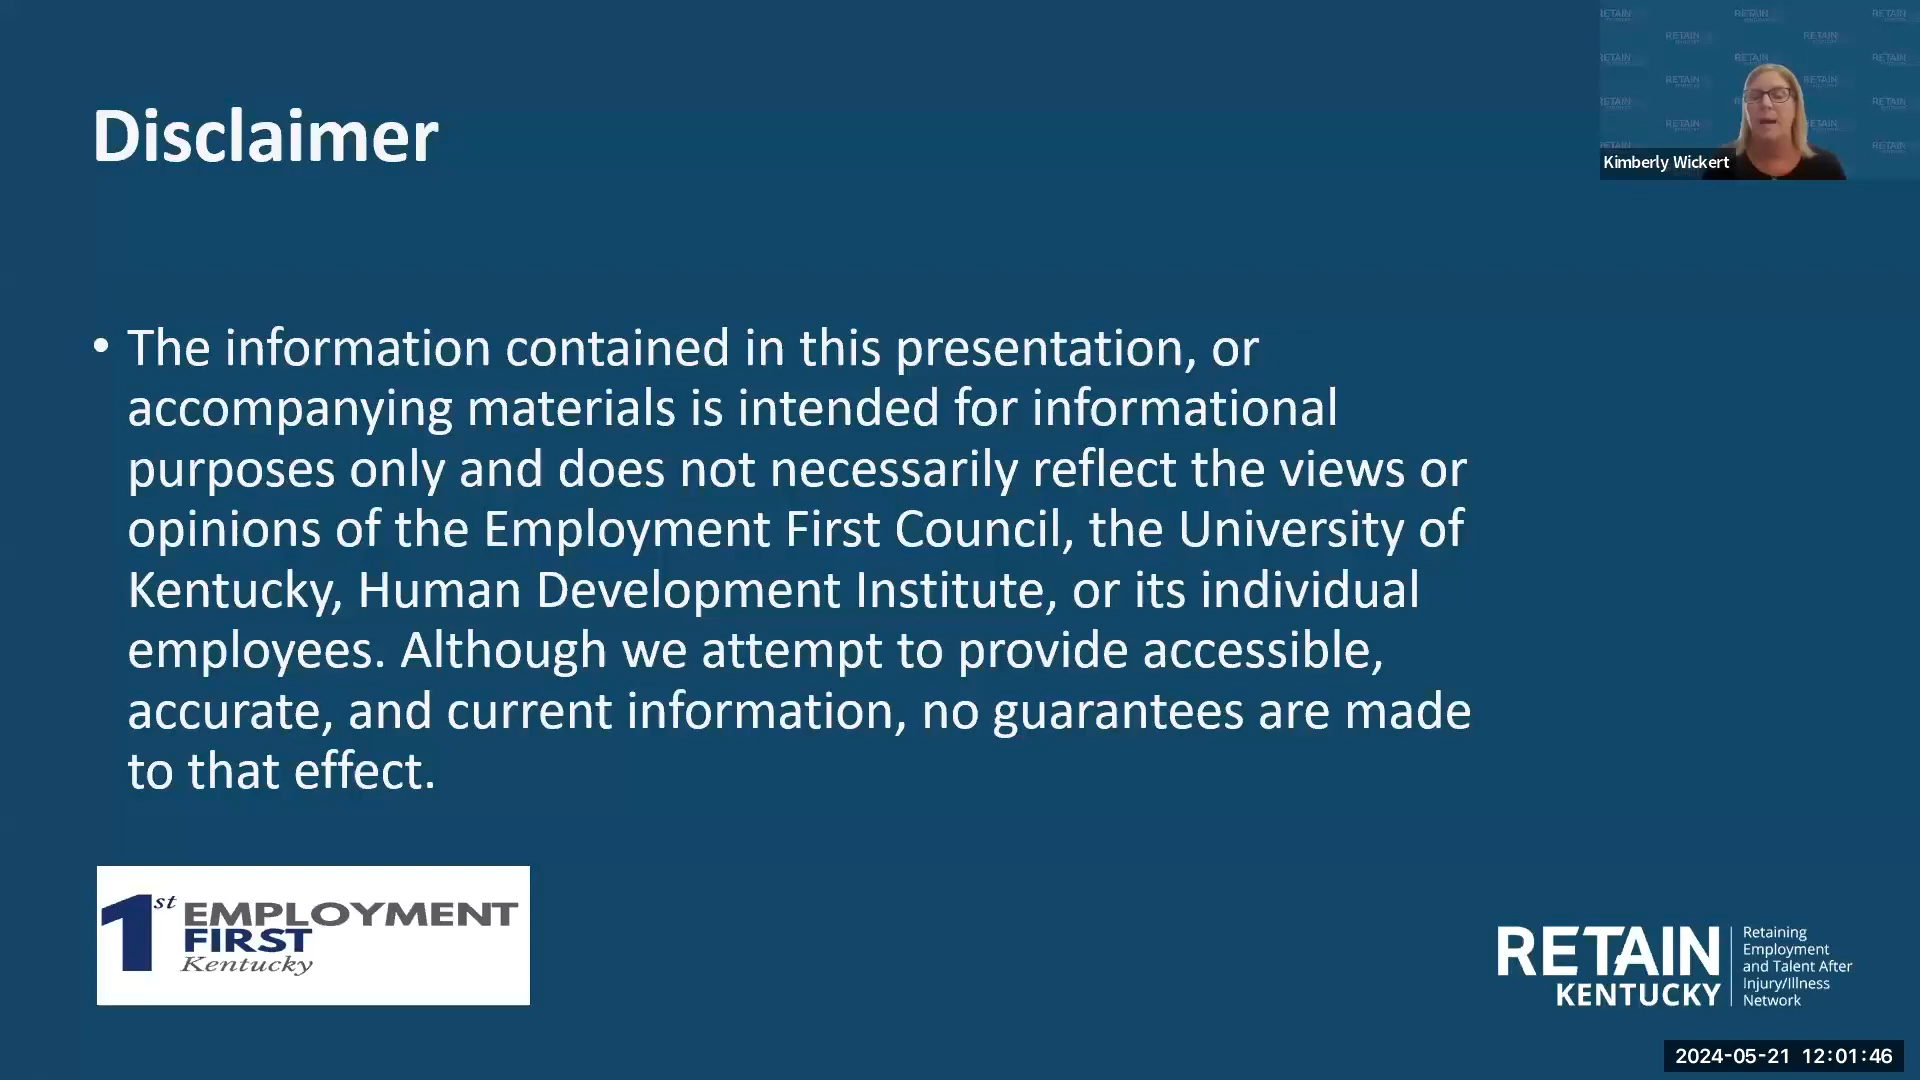 Disclaimer
Kimberly Wickert
• The information contained in this presentation, or
accompanying materials is intended for informational
purposes only and does not necessarily reflect the views or
opinions of the Employment First Council, the University of
Kentucky, Human Development Institute, or its individual
employees. Although we attempt to provide accessible,
accurate, and current information, no guarantees are made
to that effect.
1st EMPLOYMENT
FIRST
Kentucky
RETAIN
KENTUCKY
Retaining
Employment
and Talent After
Injury/Illness
Network
2024-05-21 12:01:46